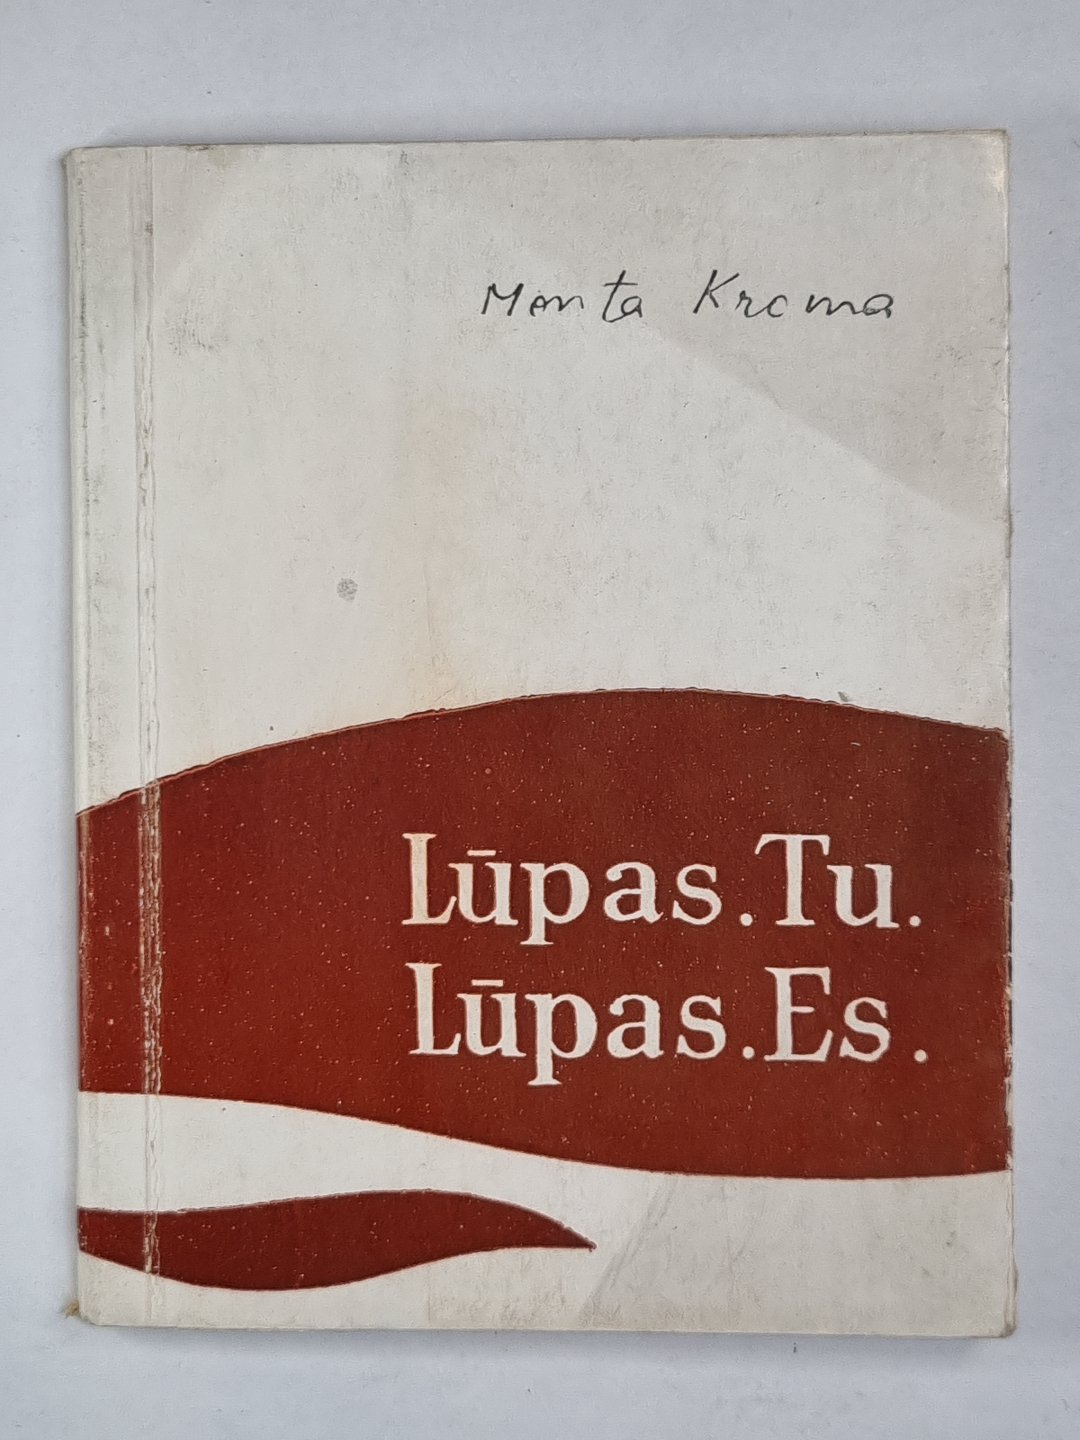 Monta Kroma
Lūpas. Tu.
Lūpas. Es.